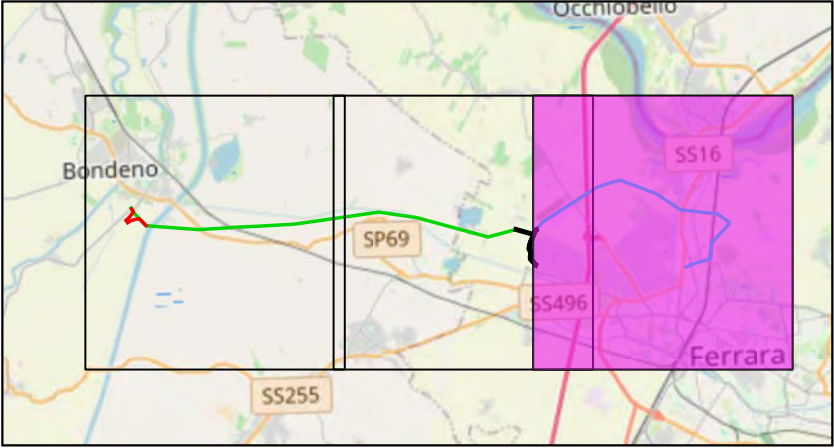 Occhiobello
SS16
Bondeno
SP69
SS496
Ferrara
SS255